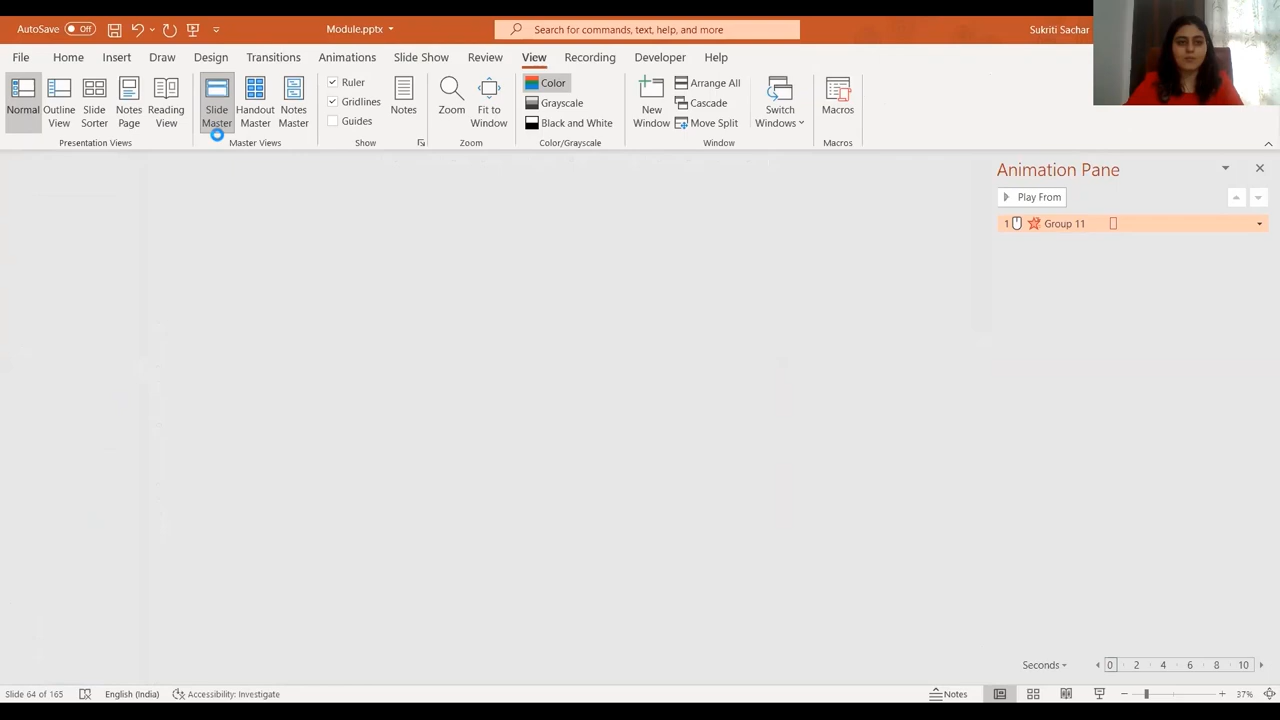 AutoSave Off Module.pptx Search for commands, text, help, and more Sukriti Sachar
File Home Insert Draw Design Transitions Animations Slide Show Review View Recording Developer Help
Normal Outline View Slide Sorter Notes Page Reading View
Presentation Views
Slide Master Handout Master Notes Master
Master Views
Ruler
Gridlines
Guides
Notes
Show
Zoom Fit to Window
Zoom
Color
Grayscale
Black and White
Color/Grayscale
New Window
Arrange All
Cascade
Move Split
Switch Windows
Window
Macros
Macros
Animation Pane
Play From
1 Group 11
Seconds 0 2 4 6 8 10
Slide 64 of 165 English (India) Accessibility: Investigate Notes 37%